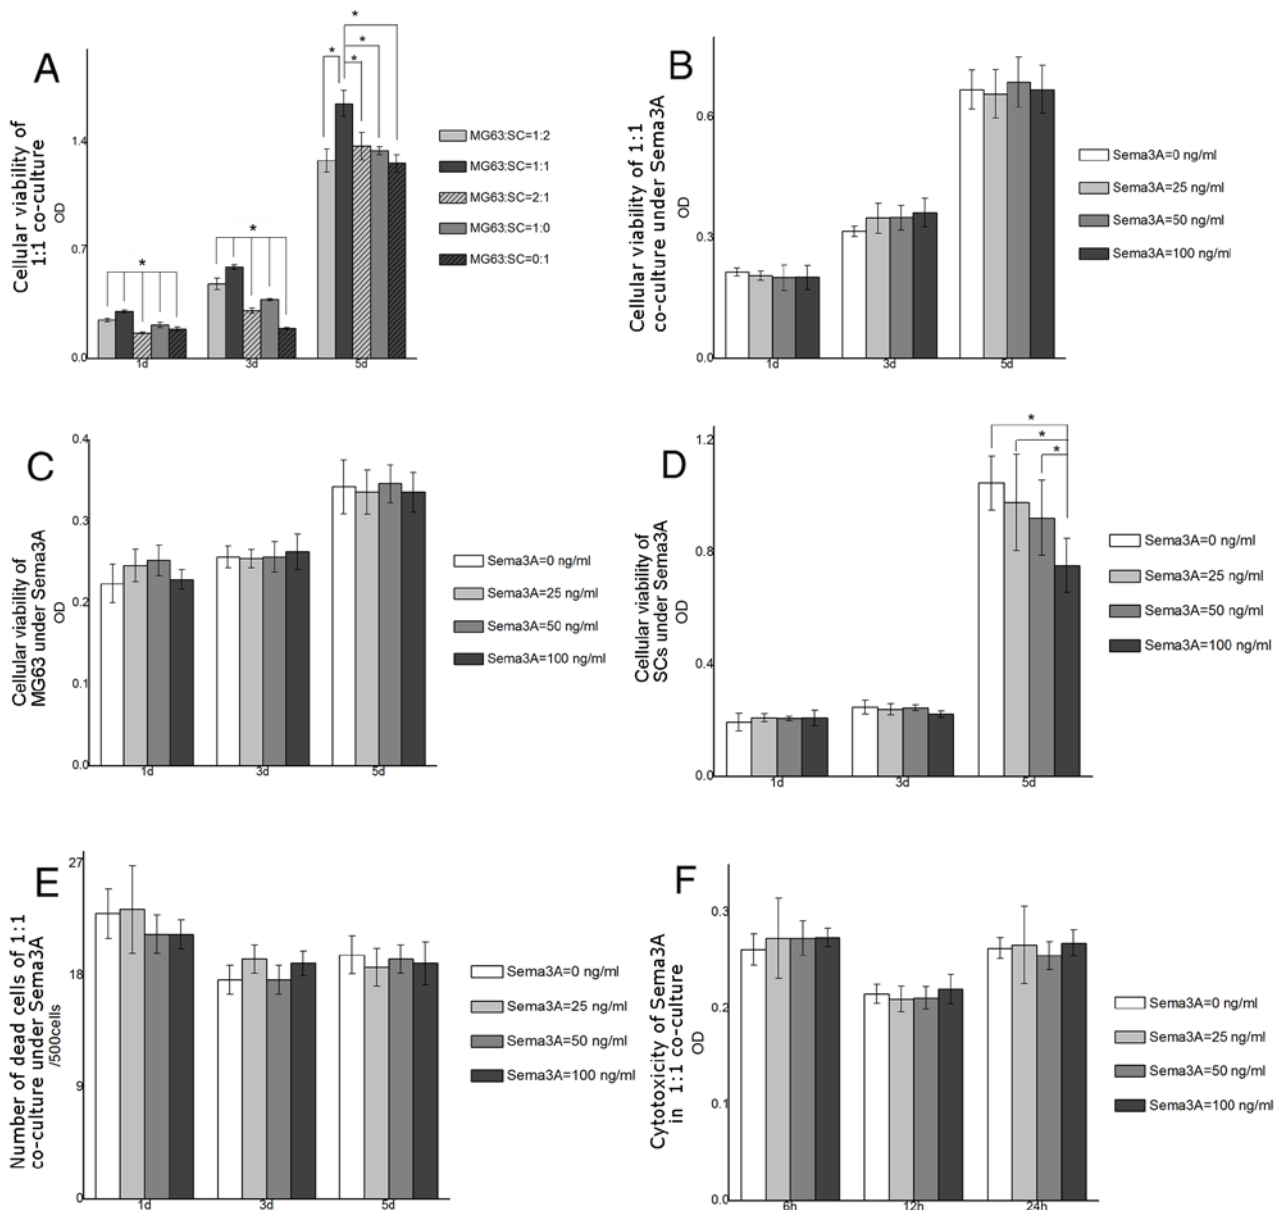 A
Cellular viability of
1:1 co-culture
OD
1.4
0.7
0.0
1d
3d
5d
*
*
*
*
*
*
MG63:SC=1:2
MG63:SC=1:1
MG63:SC=2:1
MG63:SC=1:0
MG63:SC=0:1
B
Cellular viability of 1:1
co-culture under Sema3A
OD
0.6
0.3
0.0
1d
3d
5d
Sema3A=0 ng/ml
Sema3A=25 ng/ml
Sema3A=50 ng/ml
Sema3A=100 ng/ml
C
Cellular viability of
MG63 under Sema3A
OD
0.4
0.3
0.2
0.1
0.0
1d
3d
5d
Sema3A=0 ng/ml
Sema3A=25 ng/ml
Sema3A=50 ng/ml
Sema3A=100 ng/ml
D
Cellular viability of
SCs under Sema3A
OD
1.2
0.8
0.4
0.0
1d
3d
5d
*
*
*
Sema3A=0 ng/ml
Sema3A=25 ng/ml
Sema3A=50 ng/ml
Sema3A=100 ng/ml
E
Number of dead cells of 1:1
co-culture under Sema3A
/500cells
27
18
9
0
1d
3d
5d
Sema3A=0 ng/ml
Sema3A=25 ng/ml
Sema3A=50 ng/ml
Sema3A=100 ng/ml
F
Cytotoxicity of Sema3A
in 1:1 co-culture
OD
0.3
0.2
0.1
0.0
6h
12h
24h
Sema3A=0 ng/ml
Sema3A=25 ng/ml
Sema3A=50 ng/ml
Sema3A=100 ng/ml